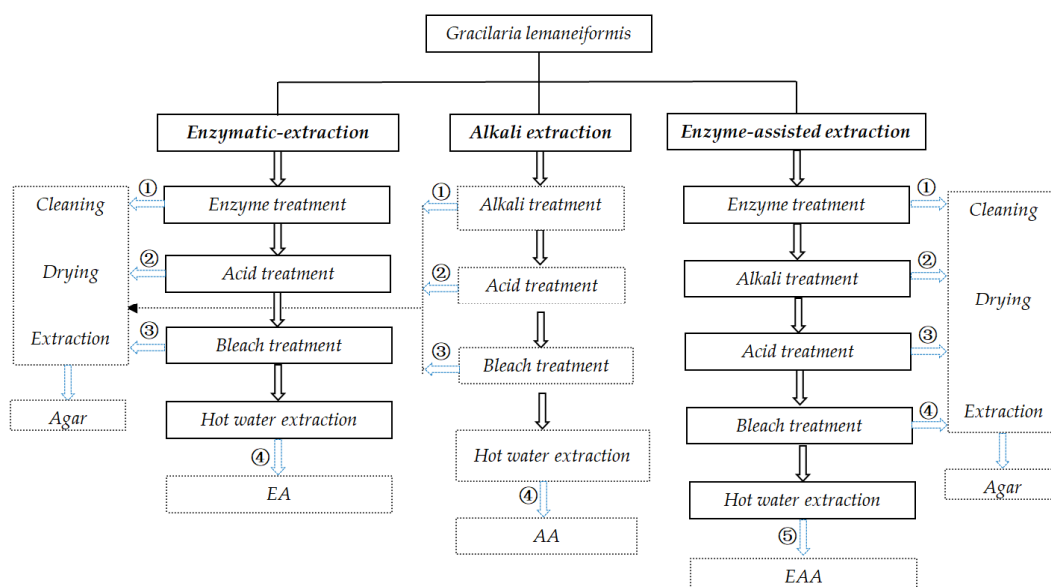 Gracilaria lemaneiformis
Enzymatic-extraction
Alkali extraction
Enzyme-assisted extraction
①
Cleaning
Enzyme treatment
①
Alkali treatment
Enzyme treatment
①
Cleaning
②
Drying
Acid treatment
②
Acid treatment
Alkali treatment
②
Drying
③
Extraction
Bleach treatment
③
Bleach treatment
Acid treatment
③
Agar
Hot water extraction
Bleach treatment
④
Extraction
④
EA
Hot water extraction
④
AA
Hot water extraction
Agar
⑤
EAA